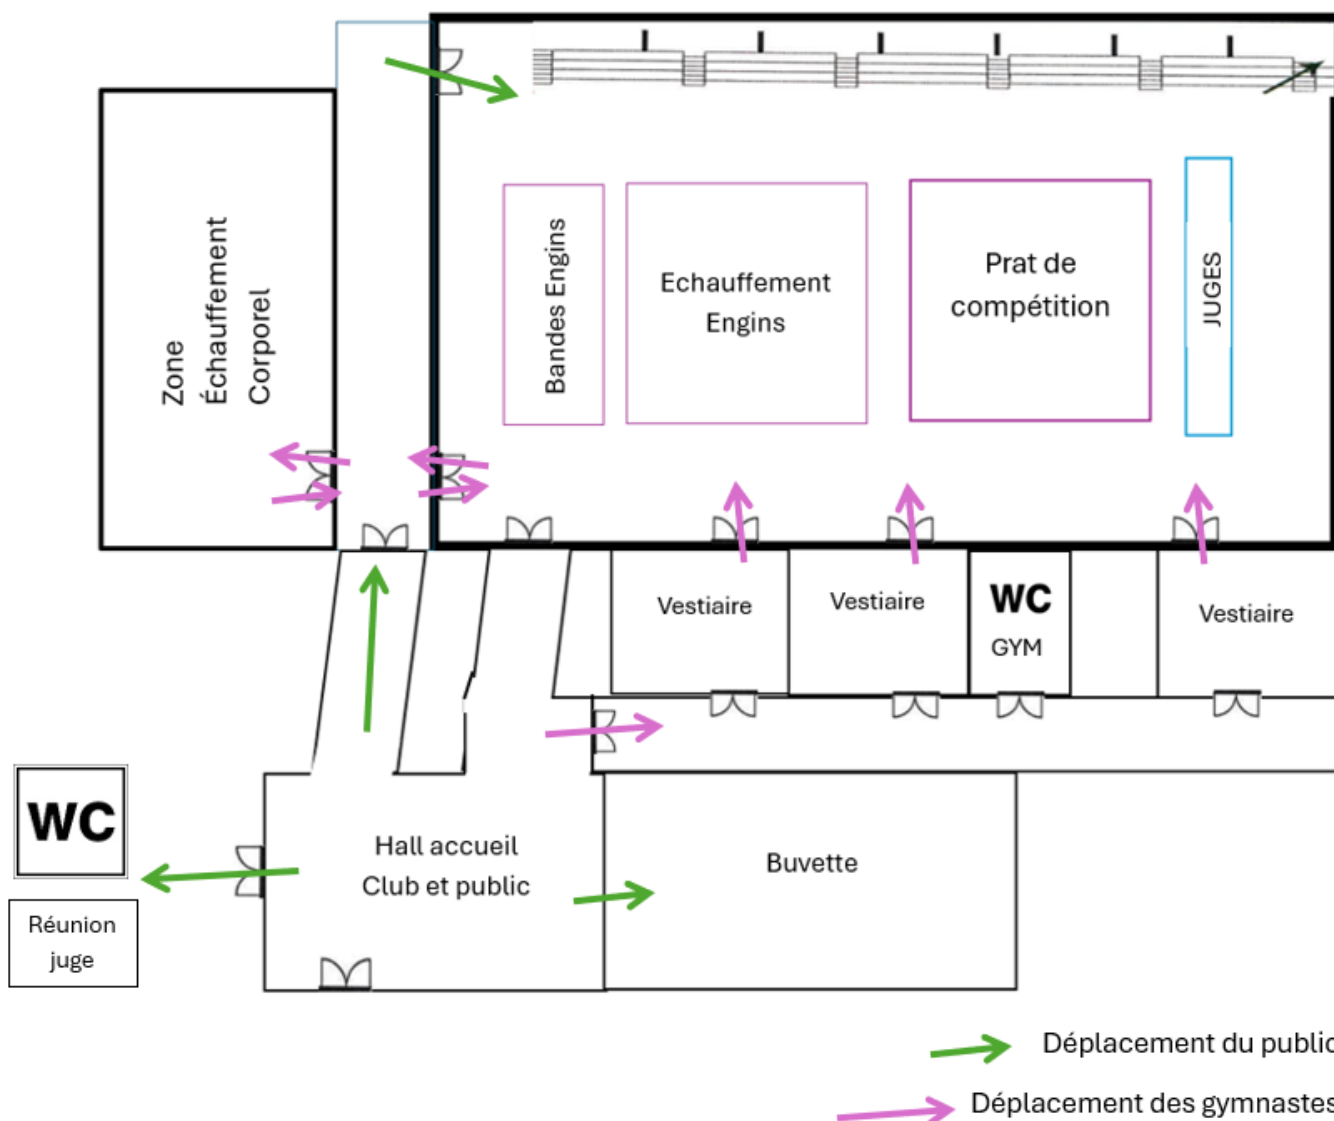 Zone
Échauffement
Corporel
Bandes Engins
Echauffement
Engins
Prat de
compétition
JUGES
Vestiaire
Vestiaire
WC
GYM
Vestiaire
WC
Réunion
juge
Hall accueil
Club et public
Buvette
Déplacement du public
Déplacement des gymnastes